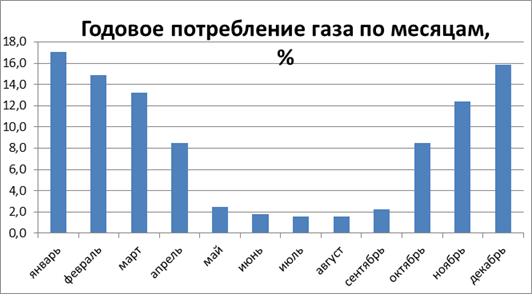 Годовое потребление газа по месяцам,
%
18,0
16,0
14,0
12,0
10,0
8,0
6,0
4,0
2,0
0,0
январь
февраль
март
апрель
май
июнь
июль
август
сентябрь
октябрь
ноябрь
декабрь